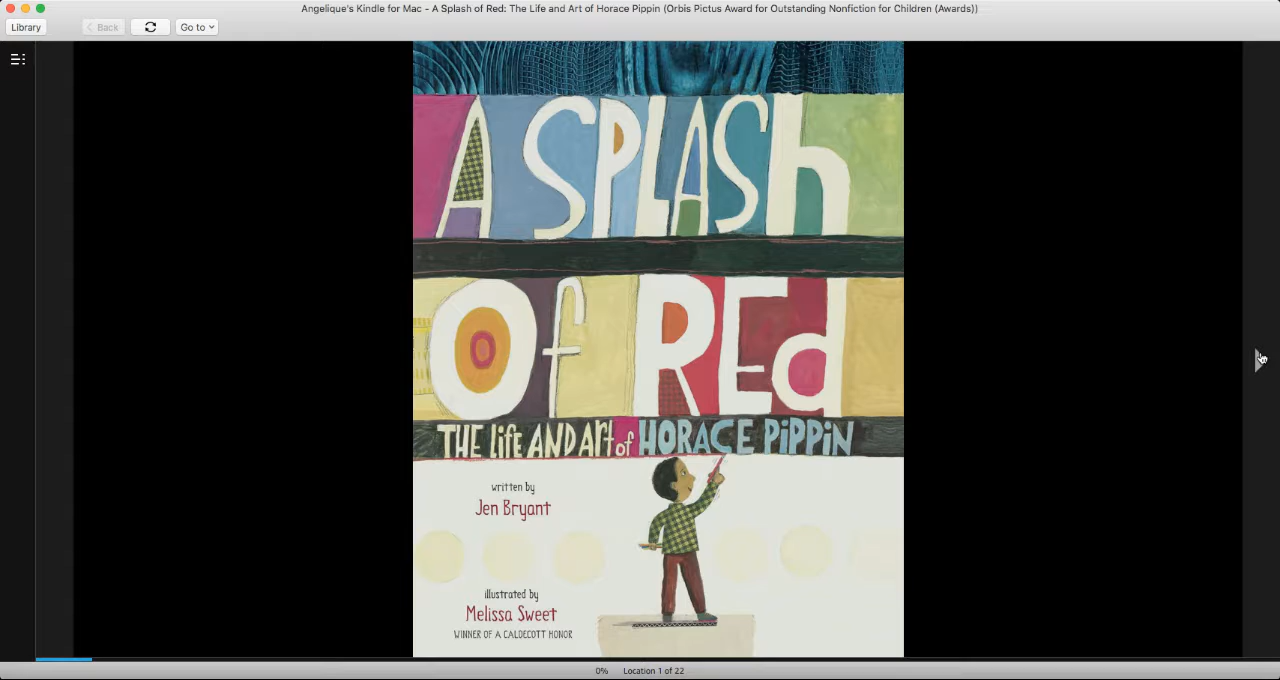 Angelique's Kindle for Mac - A Splash of Red: The Life and Art of Horace Pippin (Orbis Pictus Award for Outstanding Nonfiction for Children (Awards))
Library
Back
Go to
A SPLASh
Of REd
THE lifE AND Art of HORACE PiPPiN
written by
Jen Bryant
illustrated by
Melissa Sweet
WINNER OF A CALDECOTT HONOR
0% Location 1 of 22